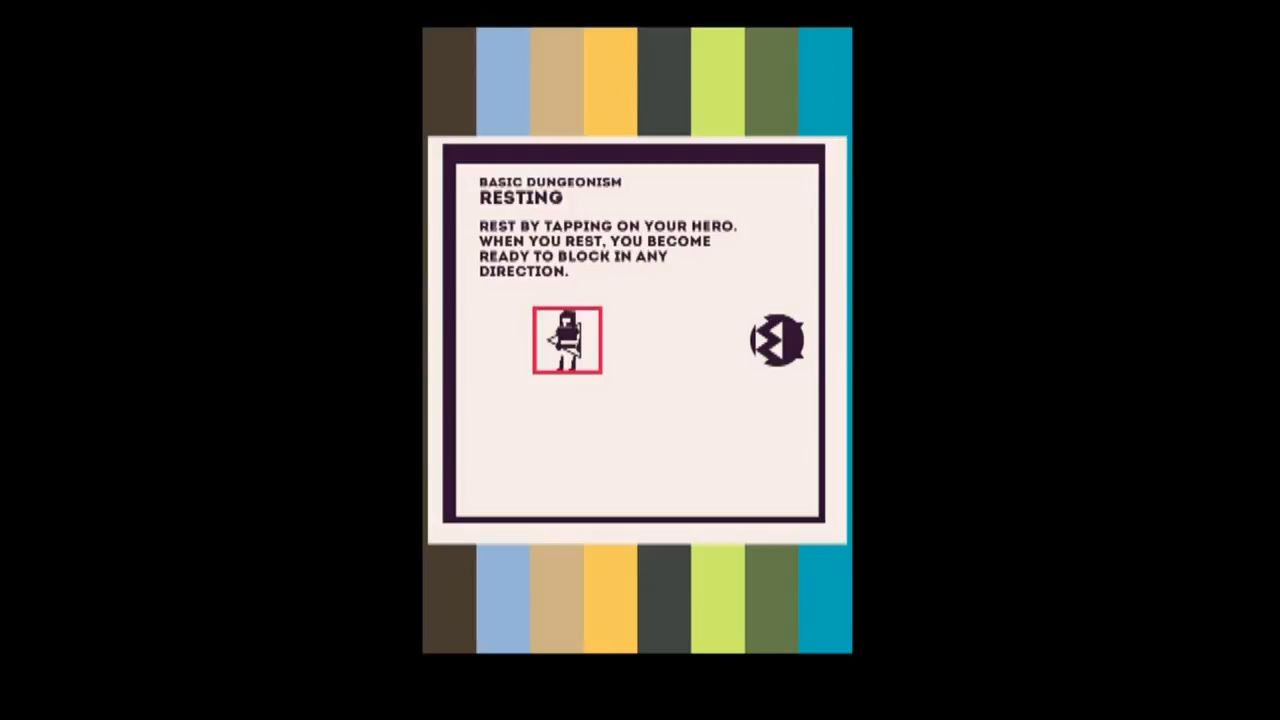 BASIC DUNGEONISM
RESTING
REST BY TAPPING ON YOUR HERO.
WHEN YOU REST, YOU BECOME
READY TO BLOCK IN ANY
DIRECTION.